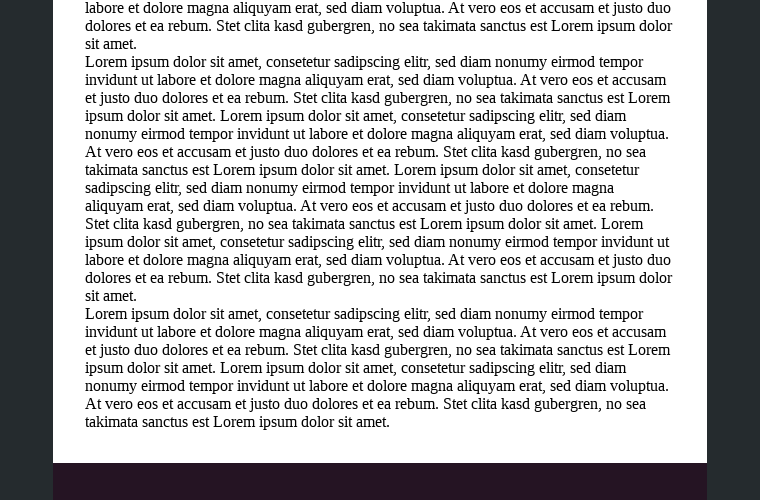 labore et dolore magna aliquyam erat, sed diam voluptua. At vero eos et accusam et justo duo
dolores et ea rebum. Stet clita kasd gubergren, no sea takimata sanctus est Lorem ipsum dolor
sit amet.
Lorem ipsum dolor sit amet, consetetur sadipscing elitr, sed diam nonumy eirmod tempor
invidunt ut labore et dolore magna aliquyam erat, sed diam voluptua. At vero eos et accusam
et justo duo dolores et ea rebum. Stet clita kasd gubergren, no sea takimata sanctus est Lorem
ipsum dolor sit amet. Lorem ipsum dolor sit amet, consetetur sadipscing elitr, sed diam
nonumy eirmod tempor invidunt ut labore et dolore magna aliquyam erat, sed diam voluptua.
At vero eos et accusam et justo duo dolores et ea rebum. Stet clita kasd gubergren, no sea
takimata sanctus est Lorem ipsum dolor sit amet. Lorem ipsum dolor sit amet, consetetur
sadipscing elitr, sed diam nonumy eirmod tempor invidunt ut labore et dolore magna
aliquyam erat, sed diam voluptua. At vero eos et accusam et justo duo dolores et ea rebum.
Stet clita kasd gubergren, no sea takimata sanctus est Lorem ipsum dolor sit amet. Lorem
ipsum dolor sit amet, consetetur sadipscing elitr, sed diam nonumy eirmod tempor invidunt ut
labore et dolore magna aliquyam erat, sed diam voluptua. At vero eos et accusam et justo duo
dolores et ea rebum. Stet clita kasd gubergren, no sea takimata sanctus est Lorem ipsum dolor
sit amet.
Lorem ipsum dolor sit amet, consetetur sadipscing elitr, sed diam nonumy eirmod tempor
invidunt ut labore et dolore magna aliquyam erat, sed diam voluptua. At vero eos et accusam
et justo duo dolores et ea rebum. Stet clita kasd gubergren, no sea takimata sanctus est Lorem
ipsum dolor sit amet. Lorem ipsum dolor sit amet, consetetur sadipscing elitr, sed diam
nonumy eirmod tempor invidunt ut labore et dolore magna aliquyam erat, sed diam voluptua.
At vero eos et accusam et justo duo dolores et ea rebum. Stet clita kasd gubergren, no sea
takimata sanctus est Lorem ipsum dolor sit amet.